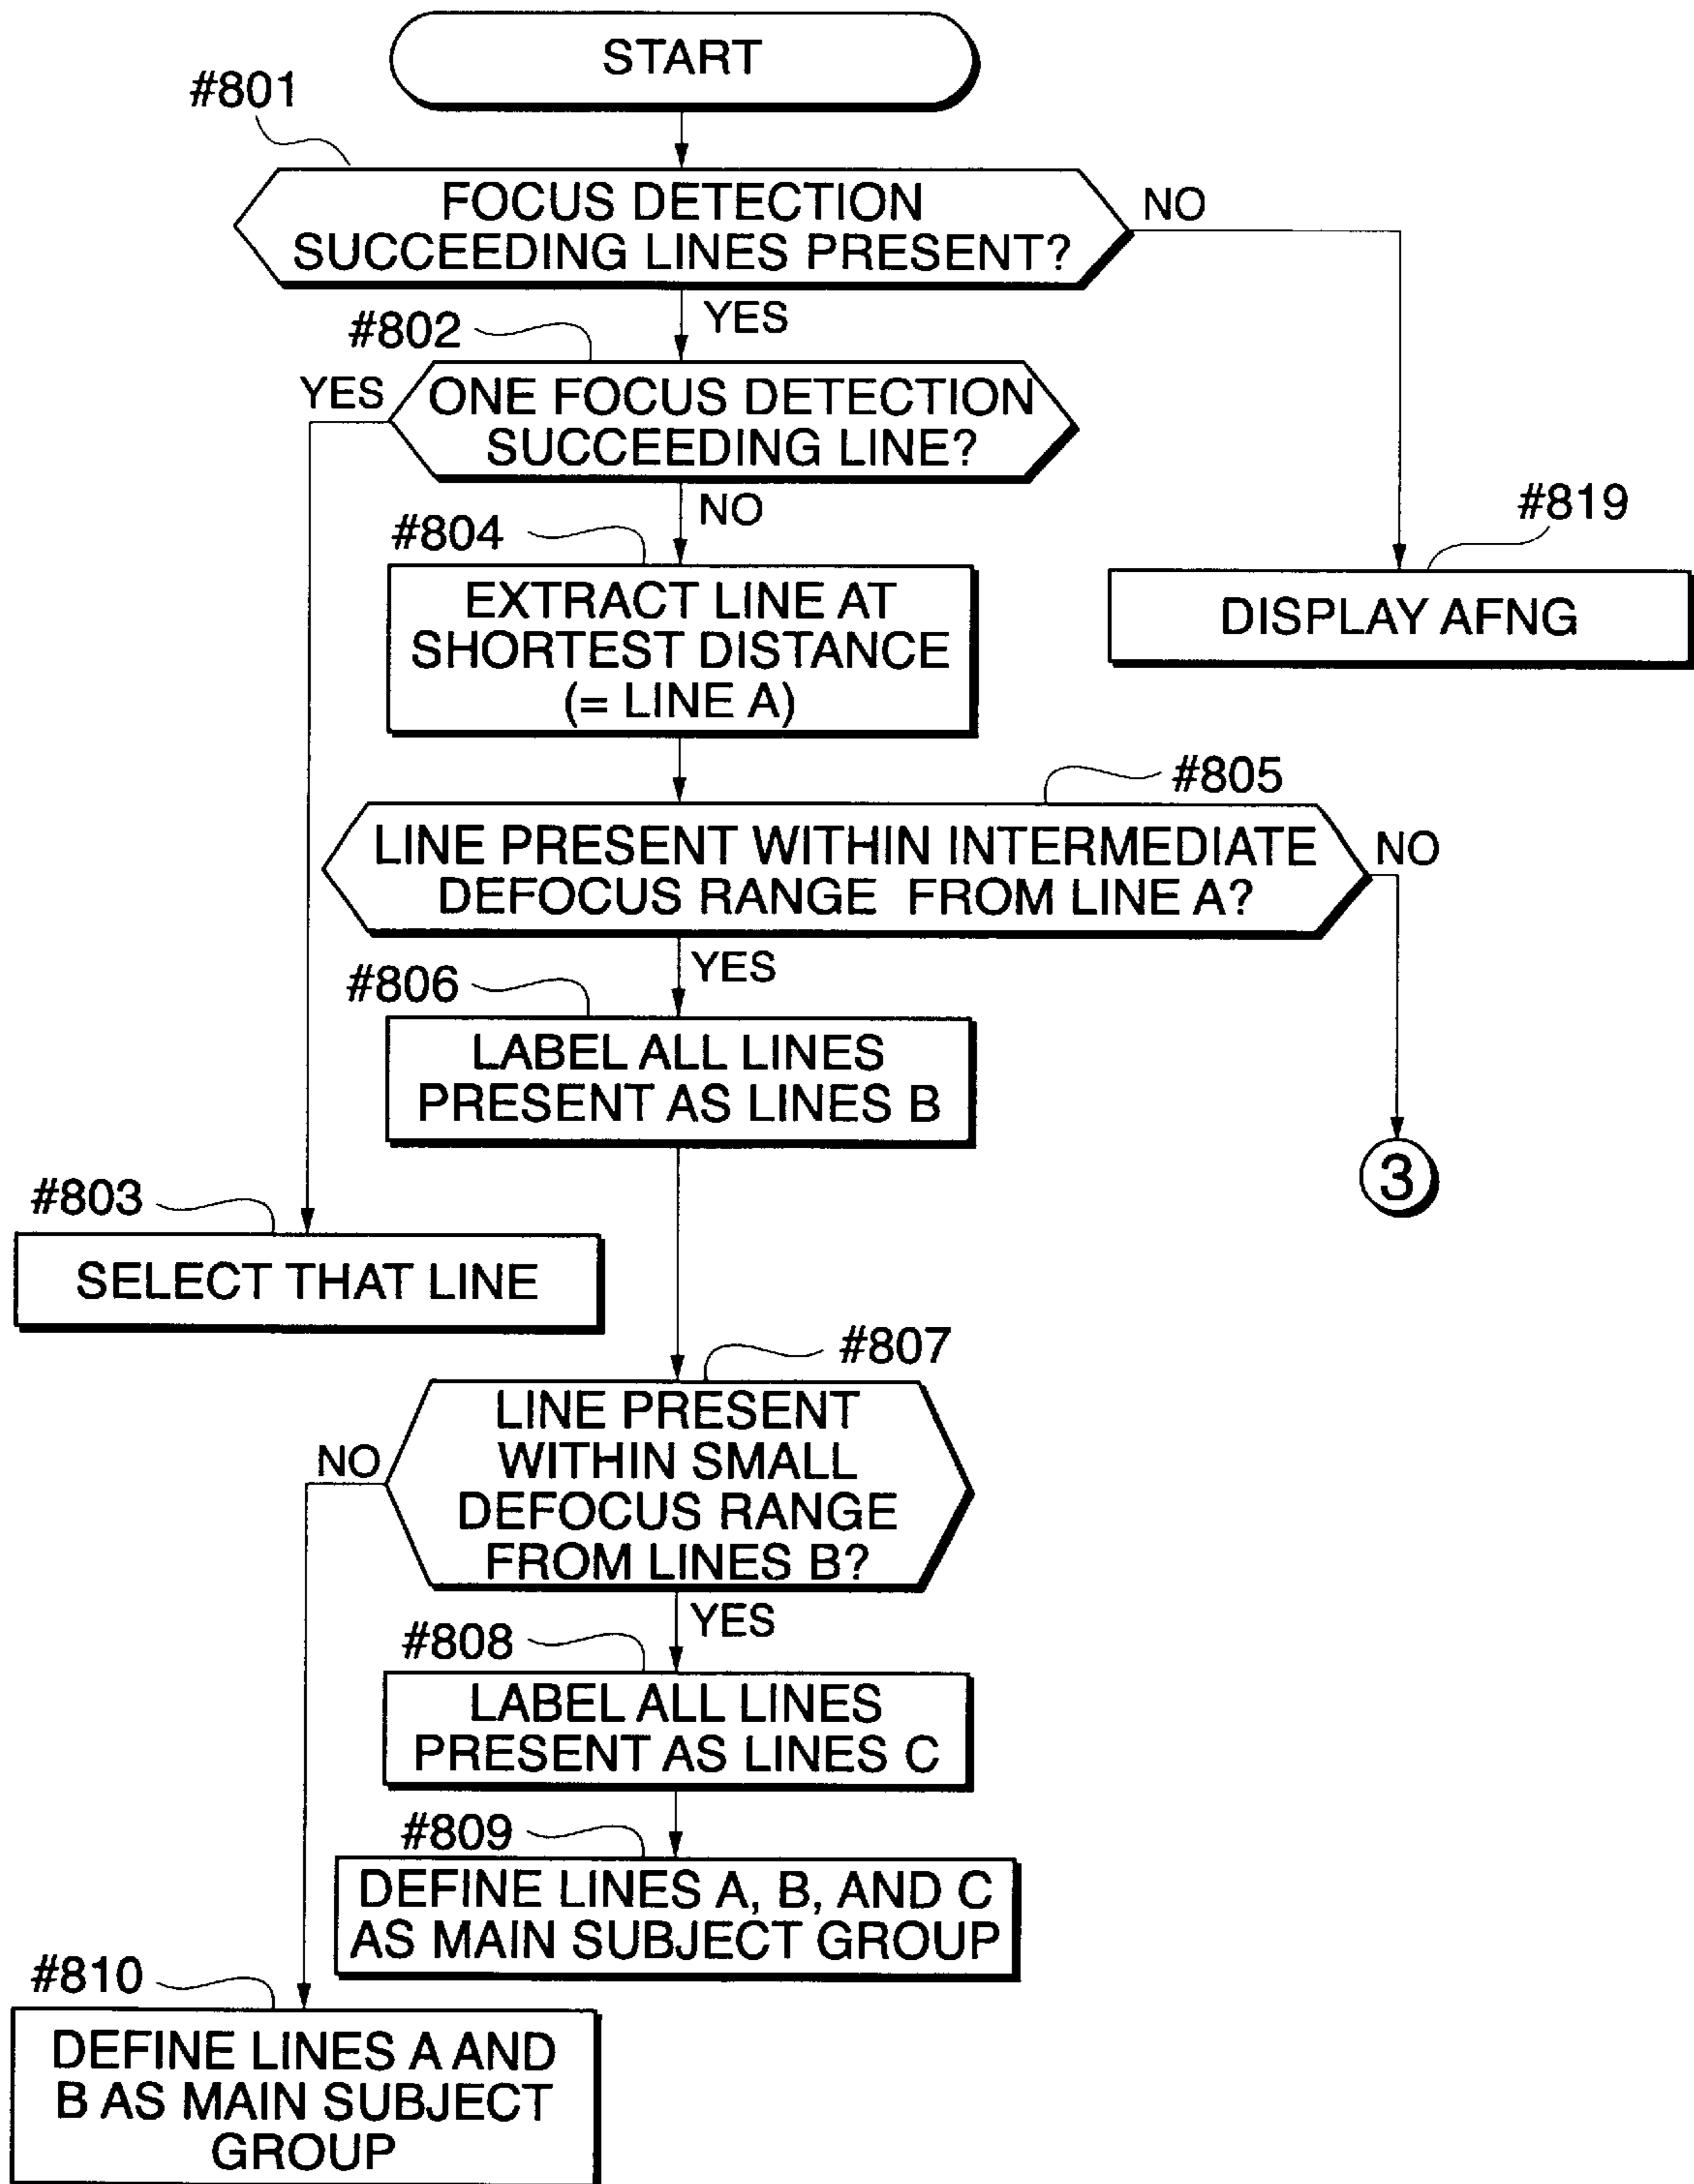 START
#801
FOCUS DETECTION
SUCCEEDING LINES PRESENT?
NO
YES
#802
YES
ONE FOCUS DETECTION
SUCCEEDING LINE?
NO
#804
#819
EXTRACT LINE AT
SHORTEST DISTANCE
(= LINE A)
DISPLAY AFNG
#805
LINE PRESENT WITHIN INTERMEDIATE
DEFOCUS RANGE FROM LINE A?
NO
YES
#806
LABEL ALL LINES
PRESENT AS LINES B
3
#803
SELECT THAT LINE
#807
LINE PRESENT
WITHIN SMALL
DEFOCUS RANGE
FROM LINES B?
NO
YES
#808
LABEL ALL LINES
PRESENT AS LINES C
#809
DEFINE LINES A, B, AND C
AS MAIN SUBJECT GROUP
#810
DEFINE LINES A AND
B AS MAIN SUBJECT
GROUP